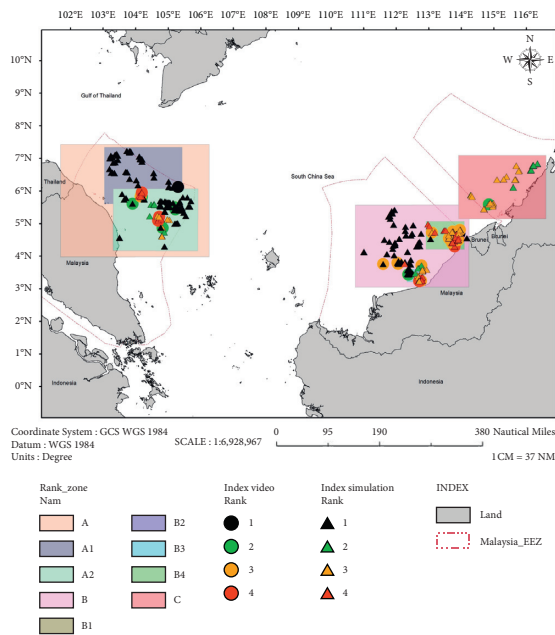 102°E 103°E 104°E 105°E 106°E 107°E 108°E 109°E 110°E 111°E 112°E 113°E 114°E 115°E 116°E
N
W E
S
10°N
9°N
8°N
7°N
6°N
5°N
4°N
3°N
2°N
1°N
0°N
Gulf of Thailand
Thailand
South China Sea
Malaysia
Brunei
Brunei
Malaysia
Indonesia
Indonesia
Coordinate System : GCS WGS 1984
Datum : WGS 1984
Units : Degree
SCALE : 1:6,928,967
0 95 190 380 Nautical Miles
1CM = 37 NM
Rank_zone
Nam
A
A1
A2
B
B1
B2
B3
B4
C
Index video
Rank
1
2
3
4
Index simulation
Rank
1
2
3
4
INDEX
Land
Malaysia_EEZ